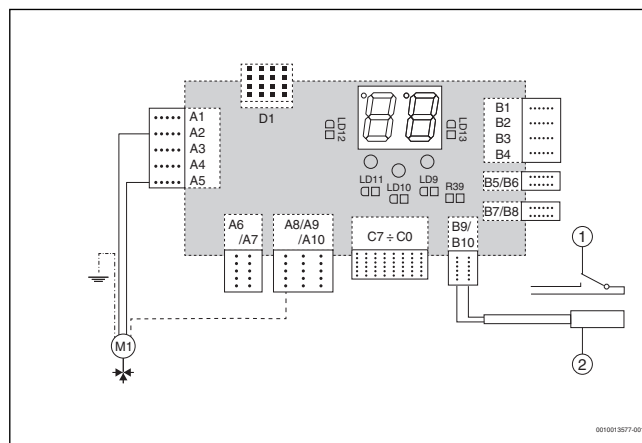 D1
A1
A2
A3
A4
A5
LD12
LD13
B1
B2
B3
B4
LD11
LD10
LD9
R39
B5/B6
B7/B8
A6
/A7
A8/A9
/A10
C7÷C0
B9/
B10
1
M1
2
0010013577-001